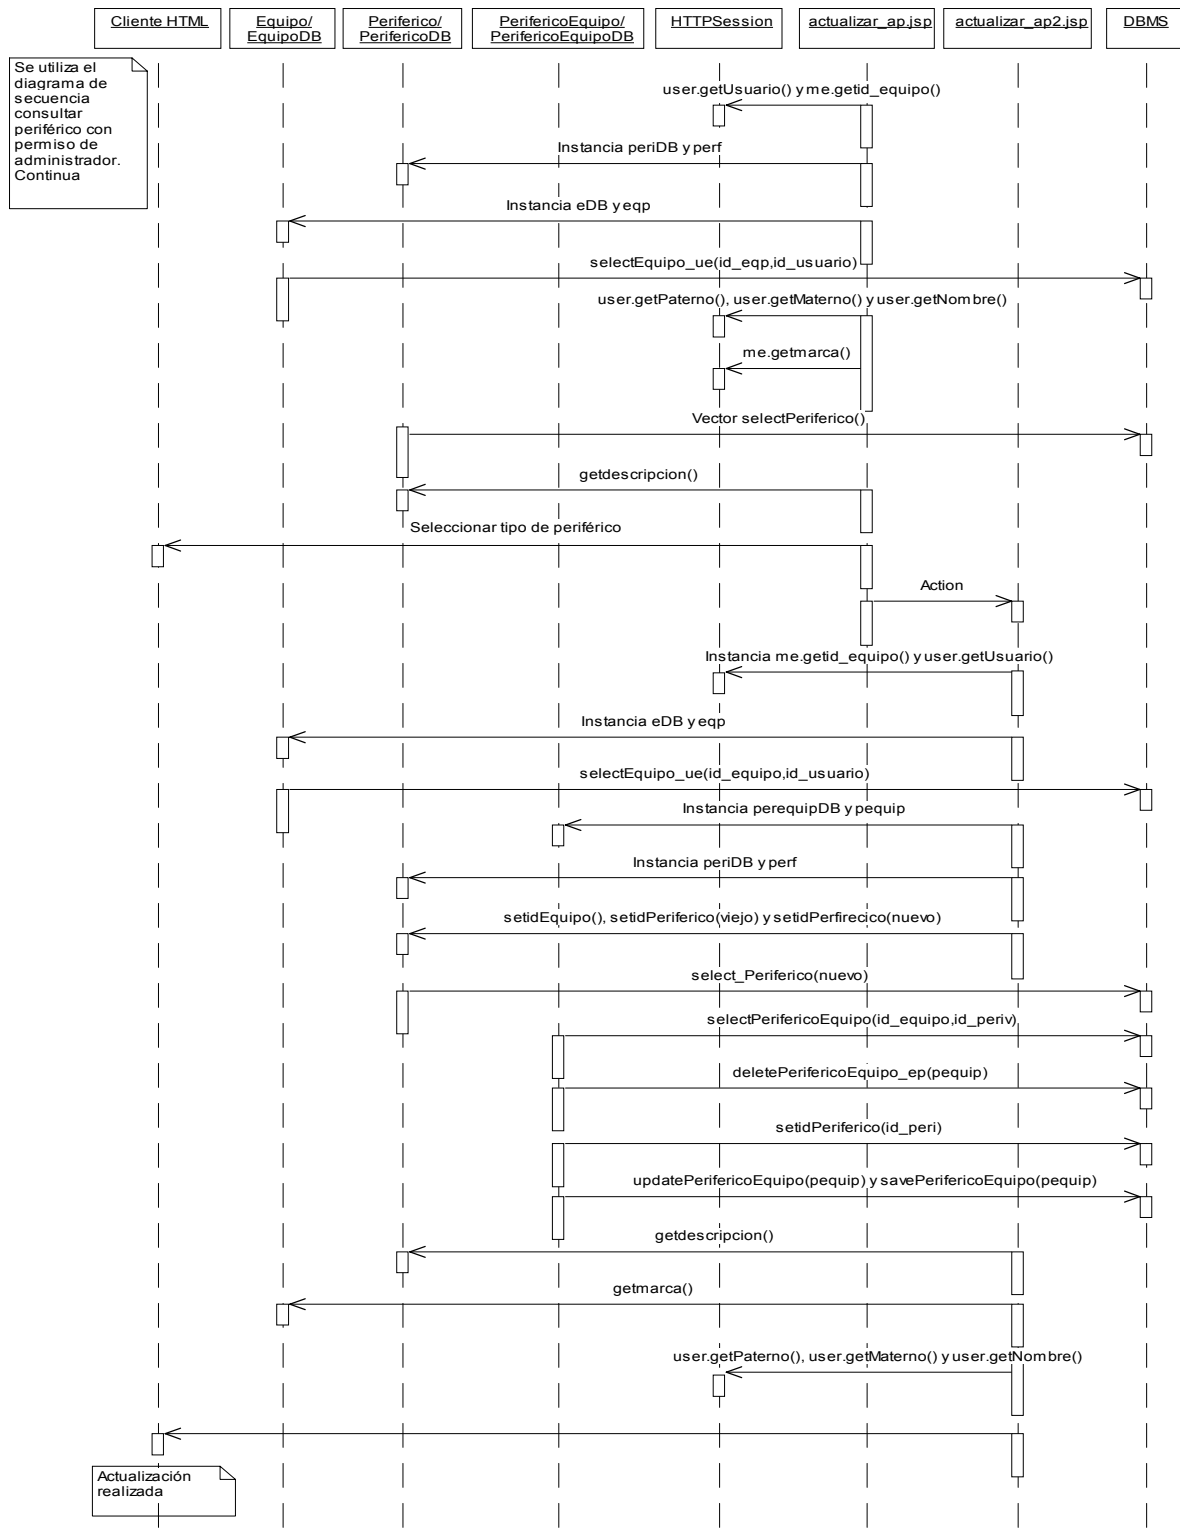 Cliente HTML
Equipo/
EquipoDB
Periferico/
PerifericoDB
PerifericoEquipo/
PerifericoEquipoDB
HTTPSession
actualizar_ap.jsp
actualizar_ap2.jsp
DBMS
Se utiliza el
diagrama de
secuencia
consultar
periférico con
permiso de
administrador.
Continua
user.getUsuario() y me.getid_equipo()
Instancia periDB y perf
Instancia eDB y eqp
selectEquipo_ue(id_eqp,id_usuario)
user.getPaterno(), user.getMaterno() y user.getNombre()
me.getmarca()
Vector selectPeriferico()
getdescripcion()
Seleccionar tipo de periférico
Action
Instancia me.getid_equipo() y user.getUsuario()
Instancia eDB y eqp
selectEquipo_ue(id_equipo,id_usuario)
Instancia perequipDB y pequip
Instancia periDB y perf
setidEquipo(), setidPeriferico(viejo) y setidPerfirecico(nuevo)
select_Periferico(nuevo)
selectPerifericoEquipo(id_equipo,id_periv)
deletePerifericoEquipo_ep(pequip)
setidPeriferico(id_peri)
updatePerifericoEquipo(pequip) y savePerifericoEquipo(pequip)
getdescripcion()
getmarca()
user.getPaterno(), user.getMaterno() y user.getNombre()
Actualización
realizada